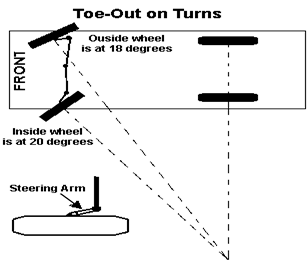 Toe-Out on Turns
Ouside wheel
is at 18 degrees
FRONT
Inside wheel
is at 20 degrees
Steering Arm